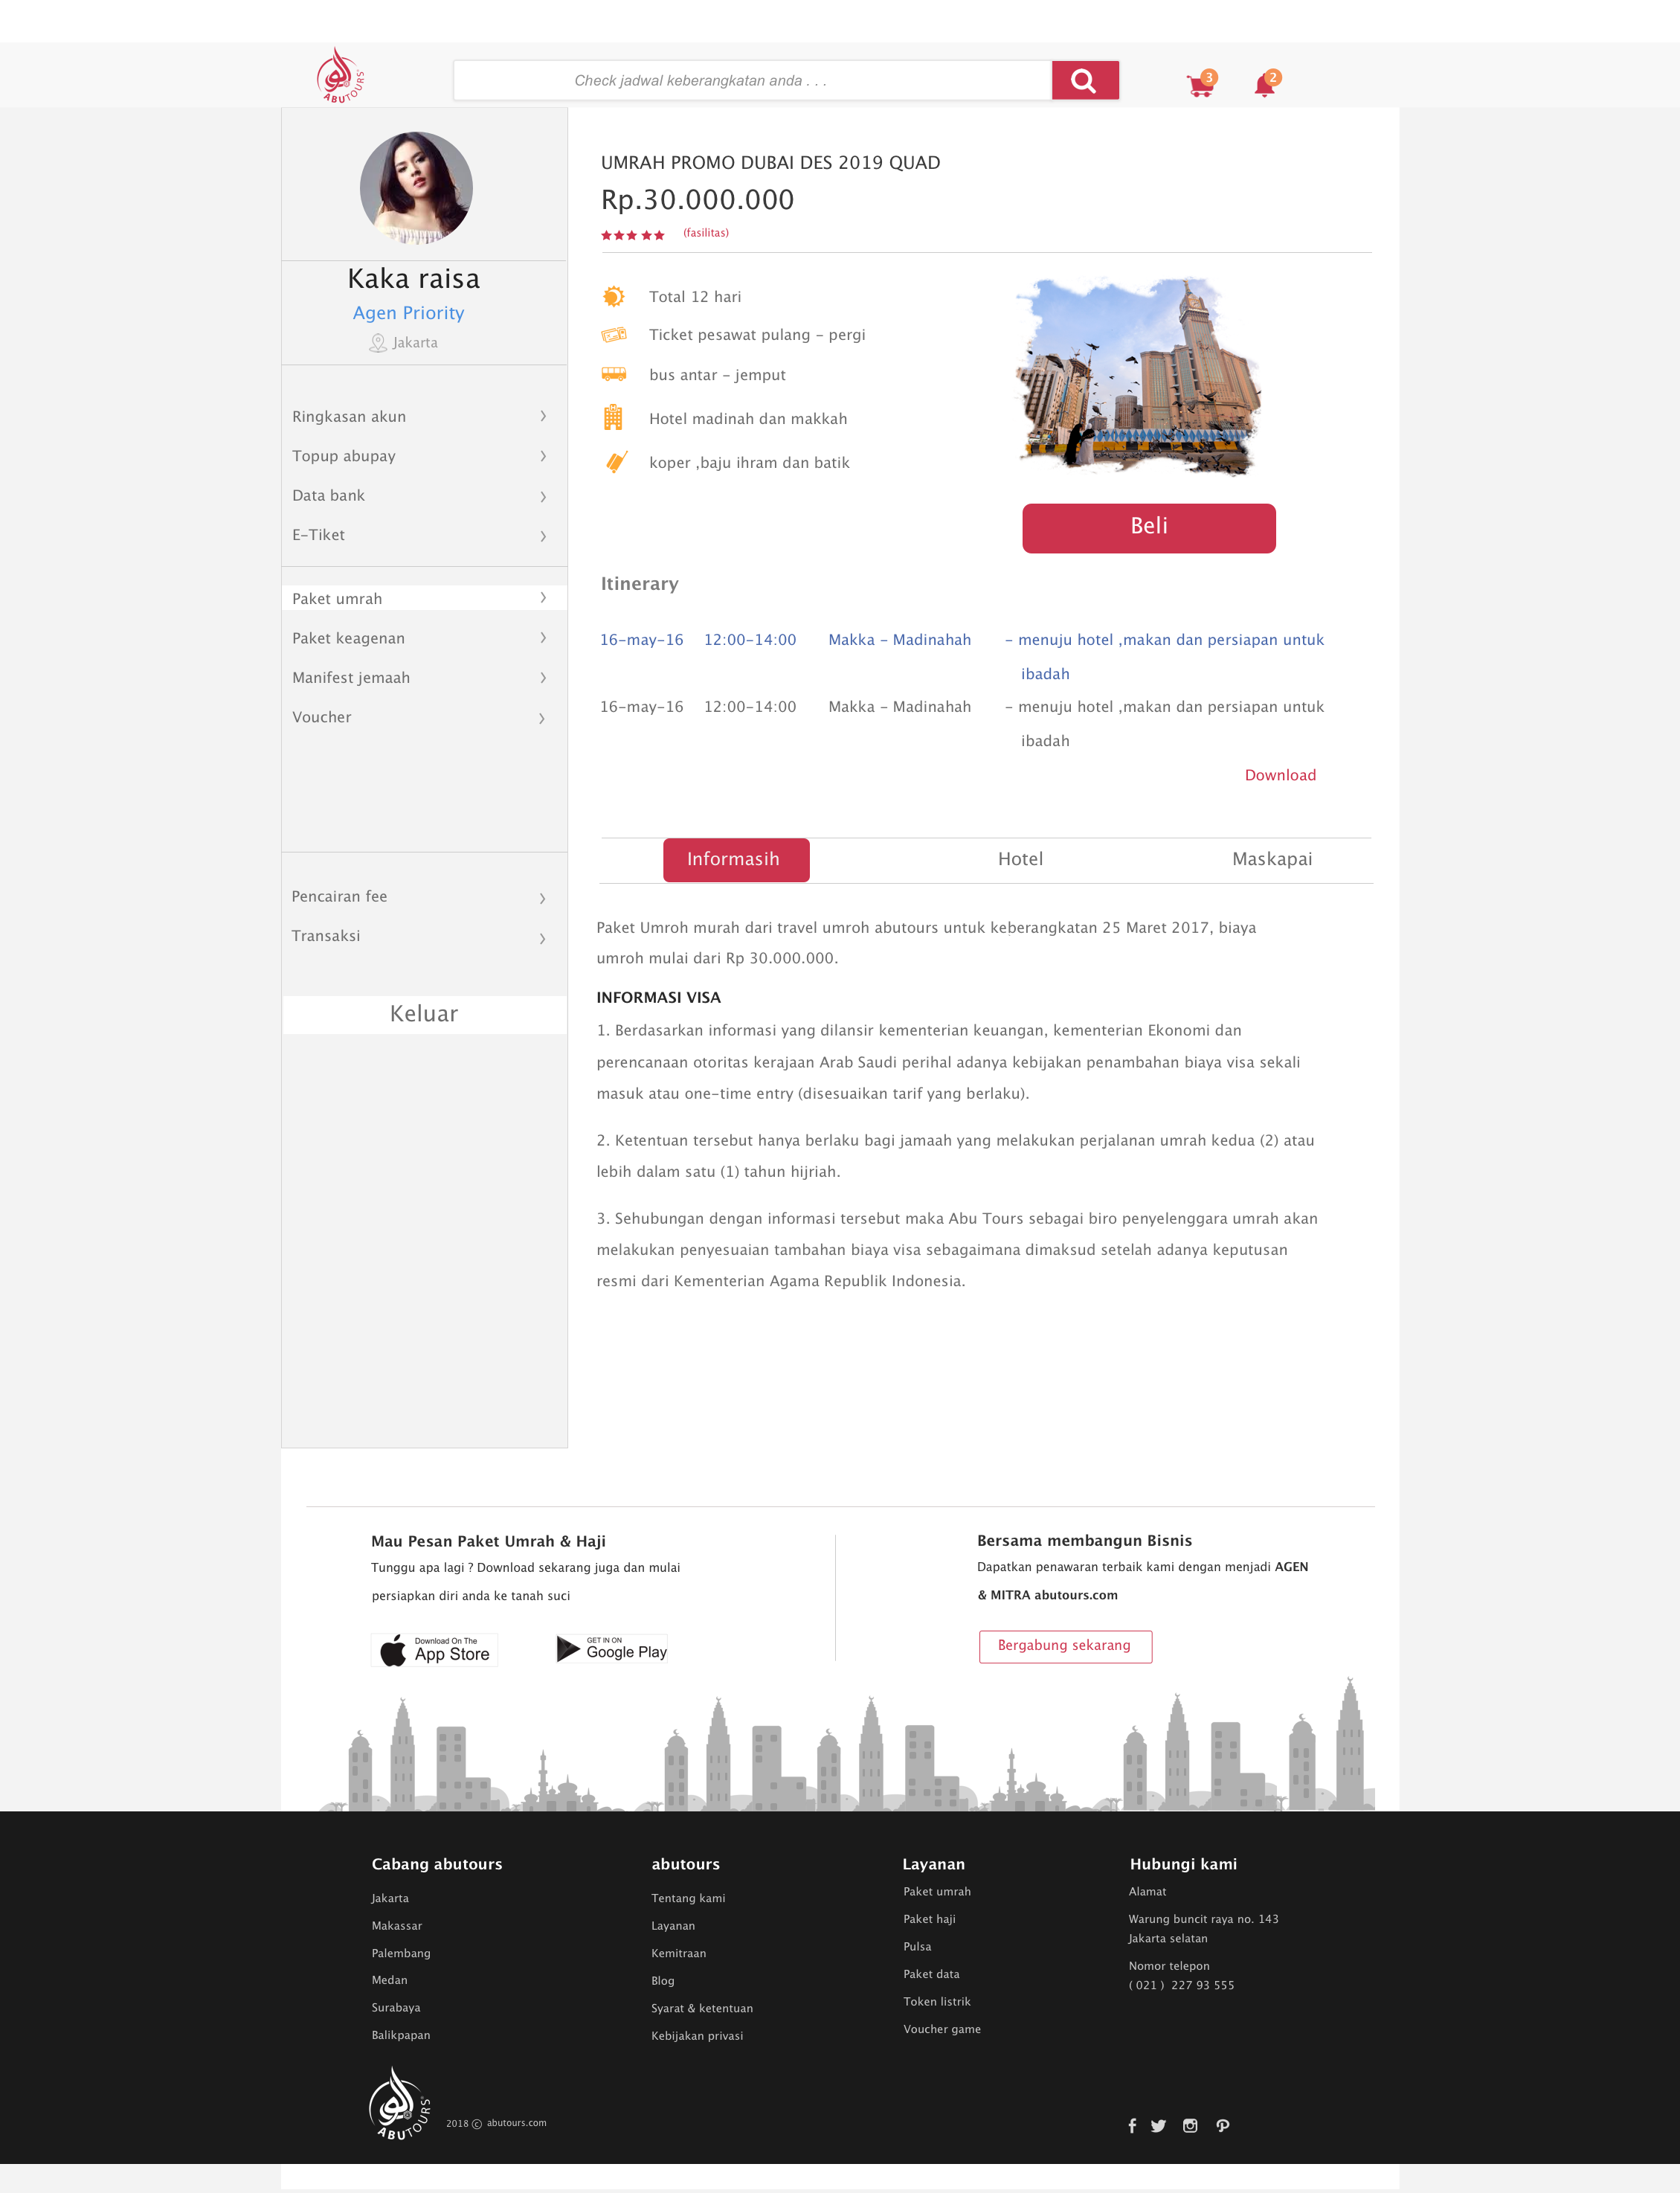 ABUTOURS
Check jadwal keberangkatan anda . . .
3
2
Kaka raisa
Agen Priority
Jakarta
Ringkasan akun
Topup abupay
Data bank
E-Tiket
Paket umrah
Paket keagenan
Manifest jemaah
Voucher
Pencairan fee
Transaksi
Keluar
UMRAH PROMO DUBAI DES 2019 QUAD
Rp.30.000.000
(fasilitas)
Total 12 hari
Ticket pesawat pulang - pergi
bus antar - jemput
Hotel madinah dan makkah
koper ,baju ihram dan batik
Beli
Itinerary
16-may-16 12:00-14:00 Makka - Madinahah - menuju hotel ,makan dan persiapan untuk
ibadah
16-may-16 12:00-14:00 Makka - Madinahah - menuju hotel ,makan dan persiapan untuk
ibadah
Download
Informasih Hotel Maskapai
Paket Umroh murah dari travel umroh abutours untuk keberangkatan 25 Maret 2017, biaya
umroh mulai dari Rp 30.000.000.
INFORMASI VISA
1. Berdasarkan informasi yang dilansir kementerian keuangan, kementerian Ekonomi dan
perencanaan otoritas kerajaan Arab Saudi perihal adanya kebijakan penambahan biaya visa sekali
masuk atau one-time entry (disesuaikan tarif yang berlaku).
2. Ketentuan tersebut hanya berlaku bagi jamaah yang melakukan perjalanan umrah kedua (2) atau
lebih dalam satu (1) tahun hijriah.
3. Sehubungan dengan informasi tersebut maka Abu Tours sebagai biro penyelenggara umrah akan
melakukan penyesuaian tambahan biaya visa sebagaimana dimaksud setelah adanya keputusan
resmi dari Kementerian Agama Republik Indonesia.
Mau Pesan Paket Umrah & Haji
Tunggu apa lagi ? Download sekarang juga dan mulai
persiapkan diri anda ke tanah suci
Download On The
App Store
GET IN ON
Google Play
Bersama membangun Bisnis
Dapatkan penawaran terbaik kami dengan menjadi AGEN
& MITRA abutours.com
Bergabung sekarang
Cabang abutours
Jakarta
Makassar
Palembang
Medan
Surabaya
Balikpapan
abutours
Tentang kami
Layanan
Kemitraan
Blog
Syarat & ketentuan
Kebijakan privasi
Layanan
Paket umrah
Paket haji
Pulsa
Paket data
Token listrik
Voucher game
Hubungi kami
Alamat
Warung buncit raya no. 143
Jakarta selatan
Nomor telepon
( 021 ) 227 93 555
ABUTOURS
2018 © abutours.com